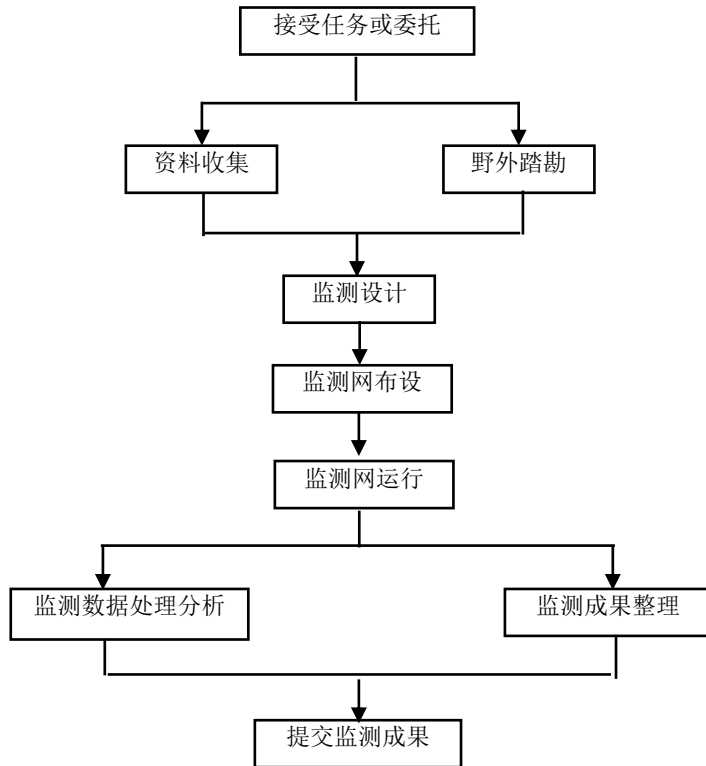 接受任务或委托
资料收集
野外踏勘
监测设计
监测网布设
监测网运行
监测数据处理分析
监测成果整理
提交监测成果